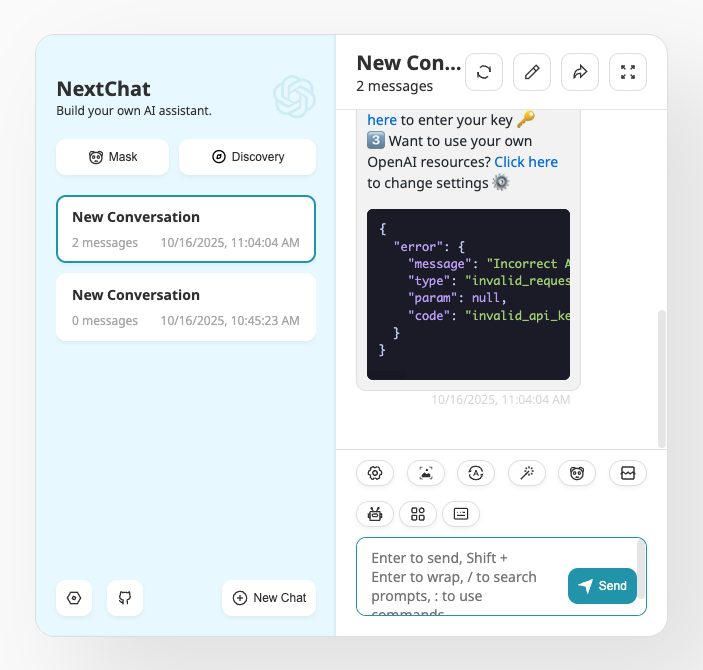 NextChat
Build your own AI assistant.
Mask
Discovery
New Conversation
2 messages
10/16/2025, 11:04:04 AM
New Conversation
0 messages
10/16/2025, 10:45:23 AM
New Chat
New Con...
2 messages
here to enter your key 🔑
3️⃣ Want to use your own
OpenAI resources? Click here
to change settings ⚙️
{
"error": {
"message": "Incorrect A
"type": "invalid_reques
"param": null,
"code": "invalid_api_ke
}
}
10/16/2025, 11:04:04 AM
Enter to send, Shift +
Enter to wrap, / to search
prompts, : to use
commands
Send